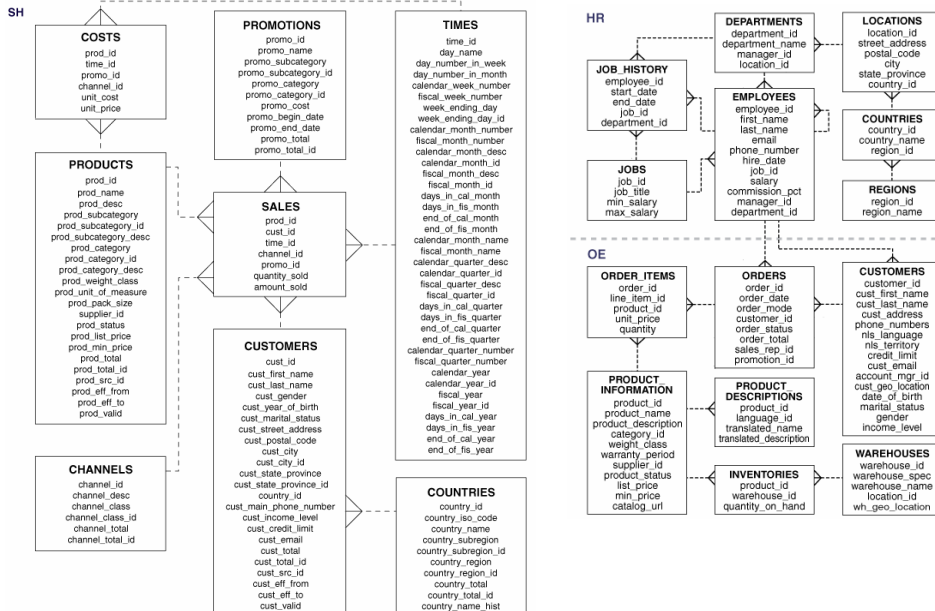 SH
COSTS
prod_id
time_id
promo_id
channel_id
unit_cost
unit_price
PRODUCTS
prod_id
prod_name
prod_desc
prod_subcategory
prod_subcategory_id
prod_subcategory_desc
prod_category
prod_category_id
prod_category_desc
prod_weight_class
prod_unit_of_measure
prod_pack_size
supplier_id
prod_status
prod_list_price
prod_min_price
prod_total
prod_total_id
prod_src_id
prod_eff_from
prod_eff_to
prod_valid
CHANNELS
channel_id
channel_desc
channel_class
channel_class_id
channel_total
channel_total_id
PROMOTIONS
promo_id
promo_name
promo_subcategory
promo_subcategory_id
promo_category
promo_category_id
promo_cost
promo_begin_date
promo_end_date
promo_total
promo_total_id
SALES
prod_id
cust_id
time_id
channel_id
promo_id
quantity_sold
amount_sold
CUSTOMERS
cust_id
cust_first_name
cust_last_name
cust_gender
cust_year_of_birth
cust_marital_status
cust_street_address
cust_postal_code
cust_city
cust_city_id
cust_state_province
cust_state_province_id
country_id
cust_main_phone_number
cust_income_level
cust_credit_limit
cust_email
cust_total
cust_total_id
cust_src_id
cust_eff_from
cust_eff_to
cust_valid
TIMES
time_id
day_name
day_number_in_week
day_number_in_month
calendar_week_number
fiscal_week_number
week_ending_day
week_ending_day_id
calendar_month_number
fiscal_month_number
calendar_month_desc
calendar_month_id
fiscal_month_desc
fiscal_month_id
days_in_cal_month
days_in_fis_month
end_of_cal_month
end_of_fis_month
calendar_month_name
fiscal_month_name
calendar_quarter_desc
calendar_quarter_id
fiscal_quarter_desc
fiscal_quarter_id
days_in_cal_quarter
days_in_fis_quarter
end_of_cal_quarter
end_of_fis_quarter
calendar_quarter_number
fiscal_quarter_number
calendar_year
calendar_year_id
fiscal_year
fiscal_year_id
days_in_cal_year
days_in_fis_year
end_of_cal_year
end_of_fis_year
COUNTRIES
country_id
country_iso_code
country_name
country_subregion
country_subregion_id
country_region
country_region_id
country_total
country_total_id
country_name_hist
HR
DEPARTMENTS
department_id
department_name
manager_id
location_id
LOCATIONS
location_id
street_address
postal_code
city
state_province
country_id
JOB_HISTORY
employee_id
start_date
end_date
job_id
department_id
EMPLOYEES
employee_id
first_name
last_name
email
phone_number
hire_date
job_id
salary
commission_pct
manager_id
department_id
COUNTRIES
country_id
country_name
region_id
JOBS
job_id
job_title
min_salary
max_salary
REGIONS
region_id
region_name
OE
ORDER_ITEMS
order_id
line_item_id
product_id
unit_price
quantity
ORDERS
order_id
order_date
order_mode
customer_id
order_status
order_total
sales_rep_id
promotion_id
CUSTOMERS
customer_id
cust_first_name
cust_last_name
cust_address
phone_numbers
nls_language
nls_territory
credit_limit
cust_email
account_mgr_id
cust_geo_location
date_of_birth
marital_status
gender
income_level
PRODUCT_
INFORMATION
product_id
product_name
product_description
category_id
weight_class
warranty_period
supplier_id
product_status
list_price
min_price
catalog_url
PRODUCT_
DESCRIPTIONS
product_id
language_id
translated_name
translated_description
INVENTORIES
product_id
warehouse_id
quantity_on_hand
WAREHOUSES
warehouse_id
warehouse_spec
warehouse_name
location_id
wh_geo_location